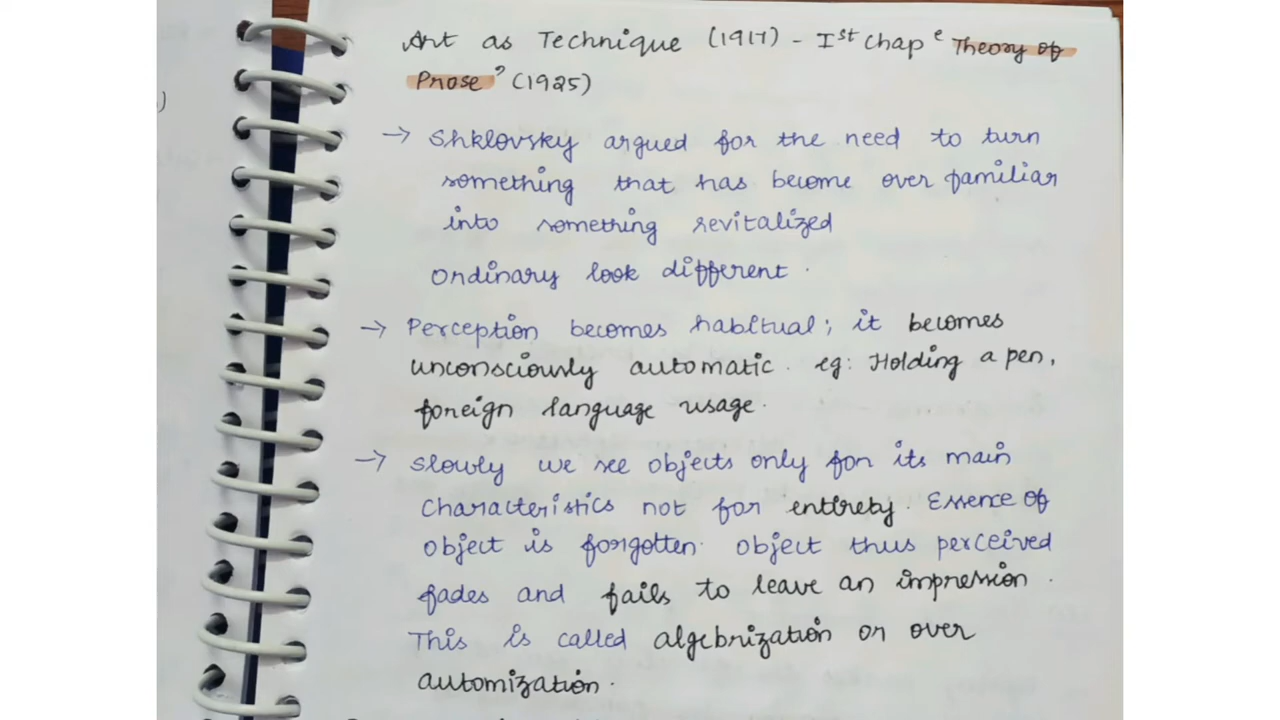 Art as Technique (1917) - Ist Chap ‘Theory of
Prose’ (1925)
→ Shklovsky argued for the need to turn
something that has become over familiar
into something revitalized
Ordinary look different.
→ Perception becomes habitual; it becomes
unconsciously automatic. eg: Holding a pen,
foreign language usage.
→ Slowly we see objects only for its main
characteristics not for entirety. Essence of
object is forgotten. Object thus perceived
fades and fails to leave an impression.
This is called algebrization or over
automization.